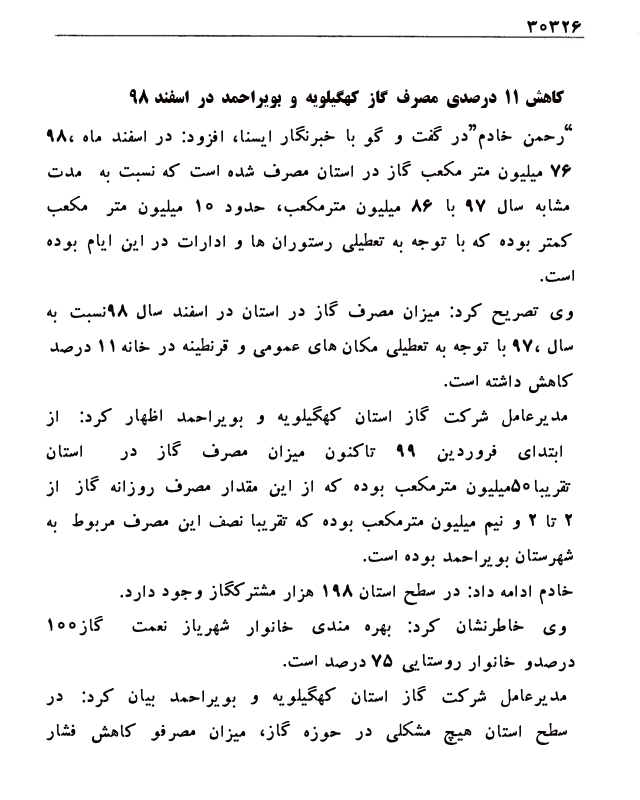 ۳۰۳۲۶
کاهش ۱۱ درصدی مصرف گاز کهگیلویه و بویراحمد در اسفند ۹۸
“رحمن خادم”در گفت و گو با خبرنگار ایسنا، افزود: در اسفند ماه ،۹۸
۷۶ میلیون متر مکعب گاز در استان مصرف شده است که نسبت به مدت
مشابه سال ۹۷ با ۸۶ میلیون مترمکعب، حدود ۱۰ میلیون متر مکعب
کمتر بوده که با توجه به تعطیلی رستوران ها و ادارات در این ایام بوده
است.
وی تصریح کرد: میزان مصرف گاز در استان در اسفند سال ۹۸نسبت به
سال ،۹۷ با توجه به تعطیلی مکان های عمومی و قرنطینه در خانه ۱۱ درصد
کاهش داشته است.
مدیرعامل شرکت گاز استان کهگیلویه و بویراحمد اظهار کرد: از
ابتدای فروردین ۹۹ تاکنون میزان مصرف گاز در استان
تقریبا۵۰میلیون مترمکعب بوده که از این مقدار مصرف روزانه گاز از
۲ تا ۲ و نیم میلیون مترمکعب بوده که تقریبا نصف این مصرف مربوط به
شهرستان بویراحمد بوده است.
خادم ادامه داد: در سطح استان ۱۹۸ هزار مشترکگاز وجود دارد.
وی خاطرنشان کرد: بهره مندی خانوار شهریاز نعمت گاز۱۰۰
درصدو خانوار روستایی ۷۵ درصد است.
مدیرعامل شرکت گاز استان کهگیلویه و بویراحمد بیان کرد: در
سطح استان هیچ مشکلی در حوزه گاز، میزان مصرفو کاهش فشار